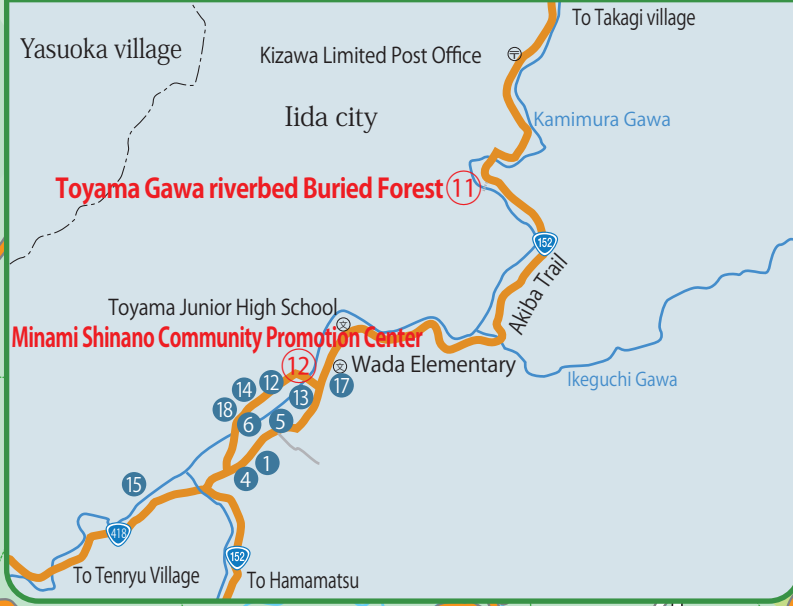 To Takagi village
Yasuoka village
Kizawa Limited Post Office
〒
Iida city
Kamimura Gawa
Toyama Gawa riverbed Buried Forest
11
152
Akiba Trail
Toyama Junior High School
文
Minami Shinano Community Promotion Center
12
文
Wada Elementary
Ikeguchi Gawa
14
12
13
17
18
6
5
1
4
15
418
152
To Tenryu Village
To Hamamatsu